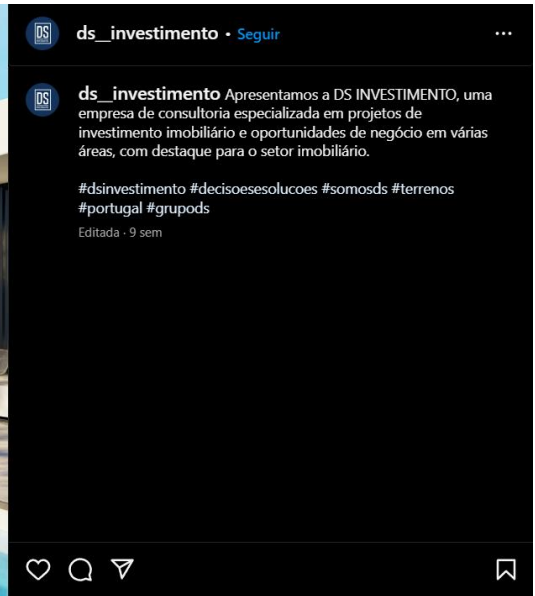 DS
ds__investimento • Seguir
DS
ds__investimento Apresentamos a DS INVESTIMENTO, uma
empresa de consultoria especializada em projetos de
investimento imobiliário e oportunidades de negócio em várias
áreas, com destaque para o setor imobiliário.
#dsinvestimento #decisoesesolucoes #somosds #terrenos
#portugal #grupods
Editada · 9 sem